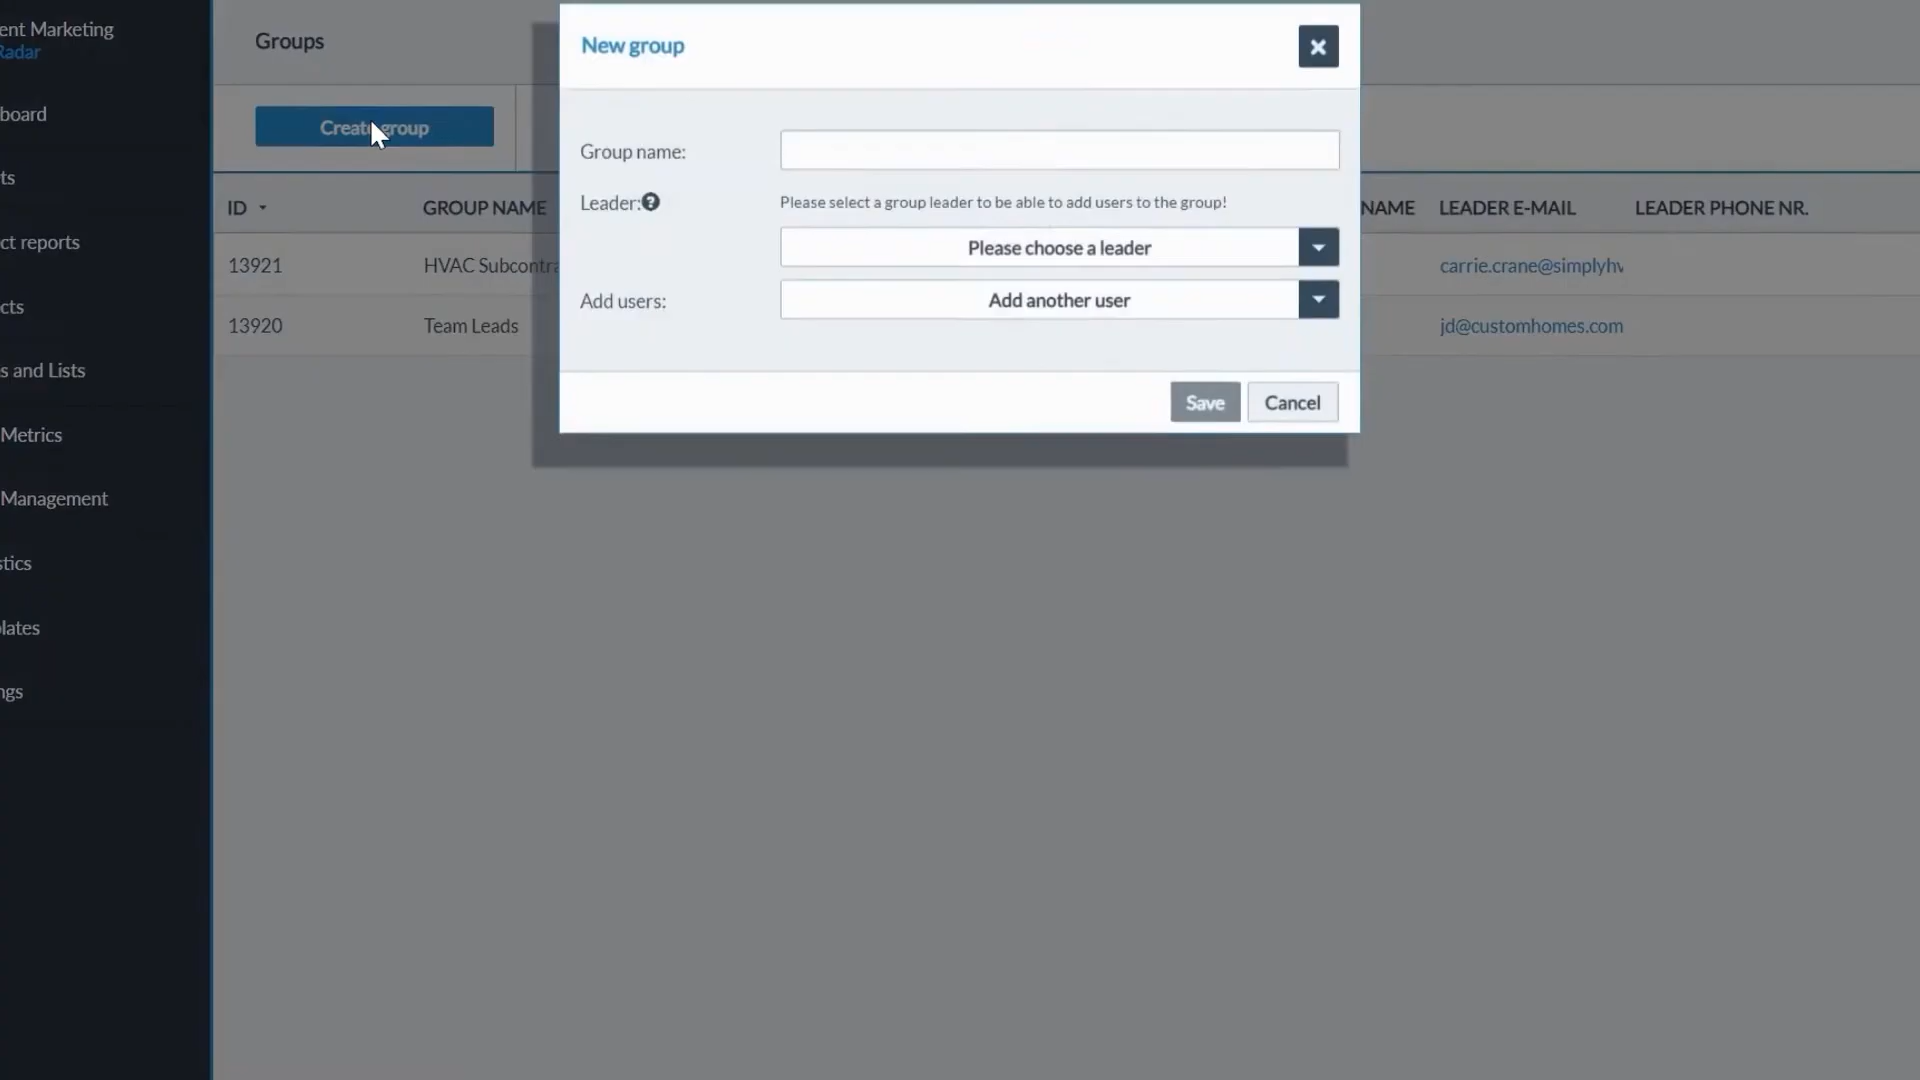 ent Marketing
Radar
board
ts
ct reports
cts
s and Lists
Metrics
Management
stics
lates
ngs
Groups
Create group
ID
GROUP NAME
NAME
LEADER E-MAIL
LEADER PHONE NR.
13921
HVAC Subcontra
carrie.crane@simplyhv
13920
Team Leads
jd@customhomes.com
New group
Group name:
Leader:
Please select a group leader to be able to add users to the group!
Please choose a leader
Add users:
Add another user
Save
Cancel